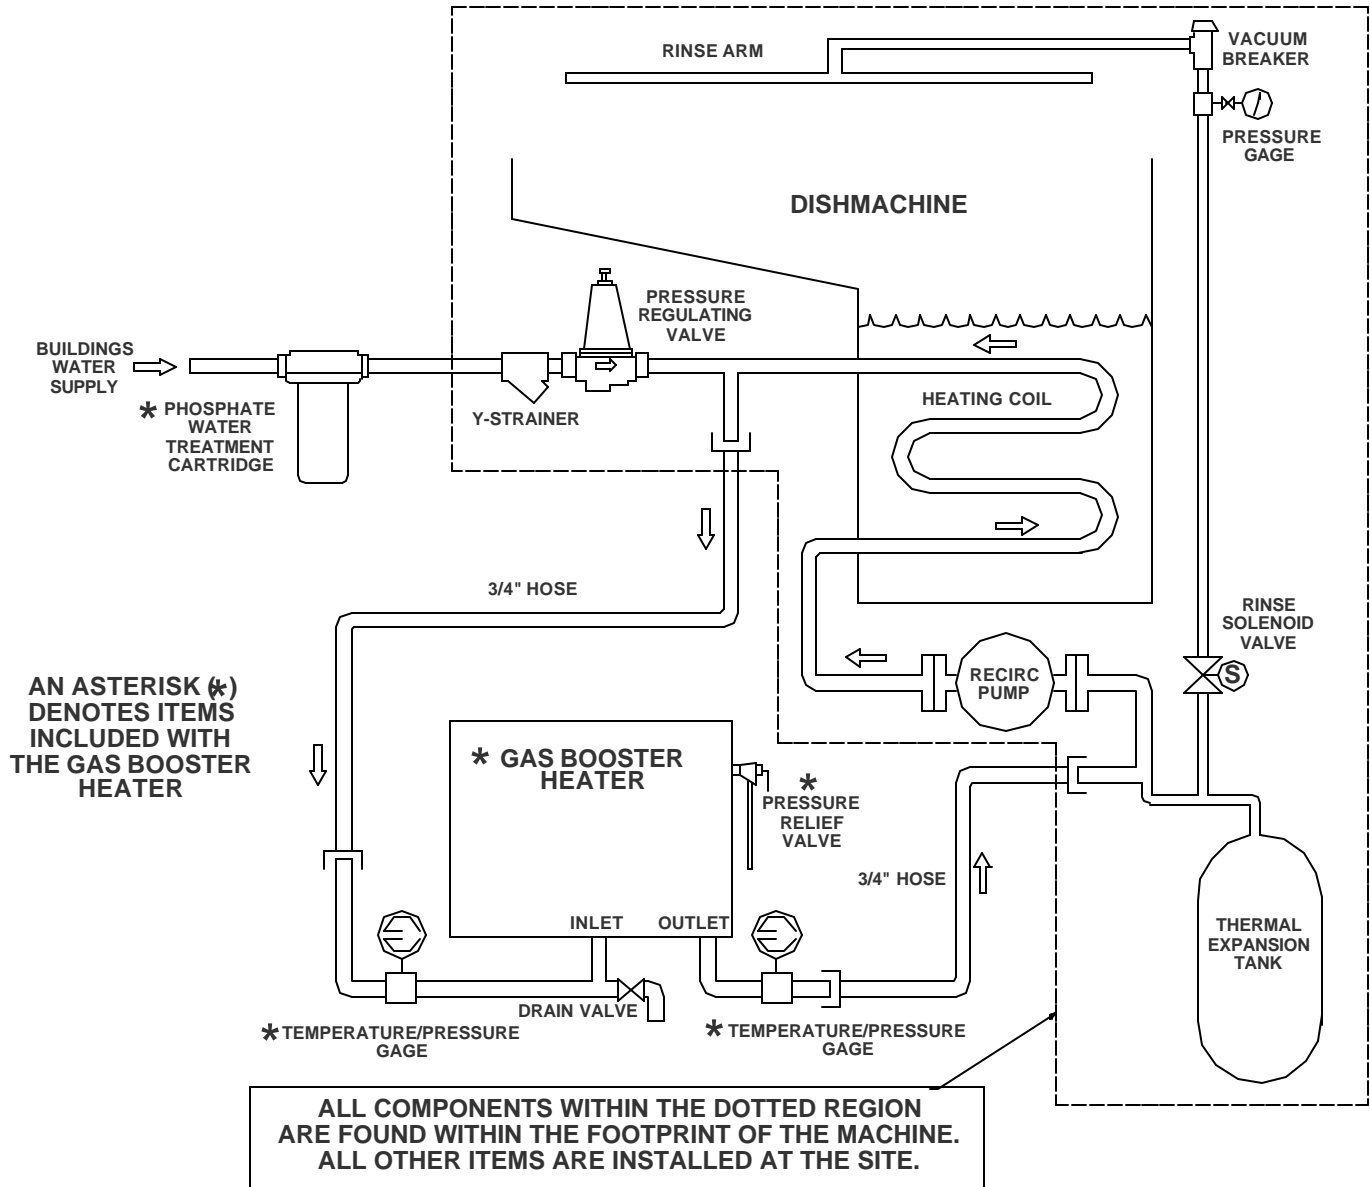 RINSE ARM
VACUUM
BREAKER
PRESSURE
GAGE
DISHMACHINE
PRESSURE
REGULATING
VALVE
BUILDINGS
WATER
SUPPLY
* PHOSPHATE
WATER
TREATMENT
CARTRIDGE
Y-STRAINER
HEATING COIL
3/4" HOSE
RINSE
SOLENOID
VALVE
S
RECIRC
PUMP
AN ASTERISK (*)
DENOTES ITEMS
INCLUDED WITH
THE GAS BOOSTER
HEATER
* GAS BOOSTER
HEATER
*
PRESSURE
RELIEF
VALVE
3/4" HOSE
INLET
OUTLET
THERMAL
EXPANSION
TANK
DRAIN VALVE
* TEMPERATURE/PRESSURE
GAGE
* TEMPERATURE/PRESSURE
GAGE
ALL COMPONENTS WITHIN THE DOTTED REGION
ARE FOUND WITHIN THE FOOTPRINT OF THE MACHINE.
ALL OTHER ITEMS ARE INSTALLED AT THE SITE.